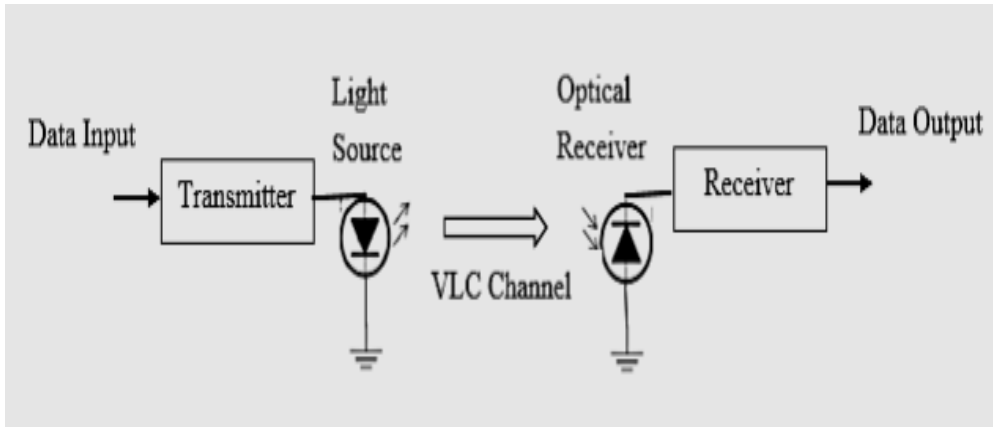 Data Input
Transmitter
Light
Source
VLC Channel
Optical
Receiver
Receiver
Data Output